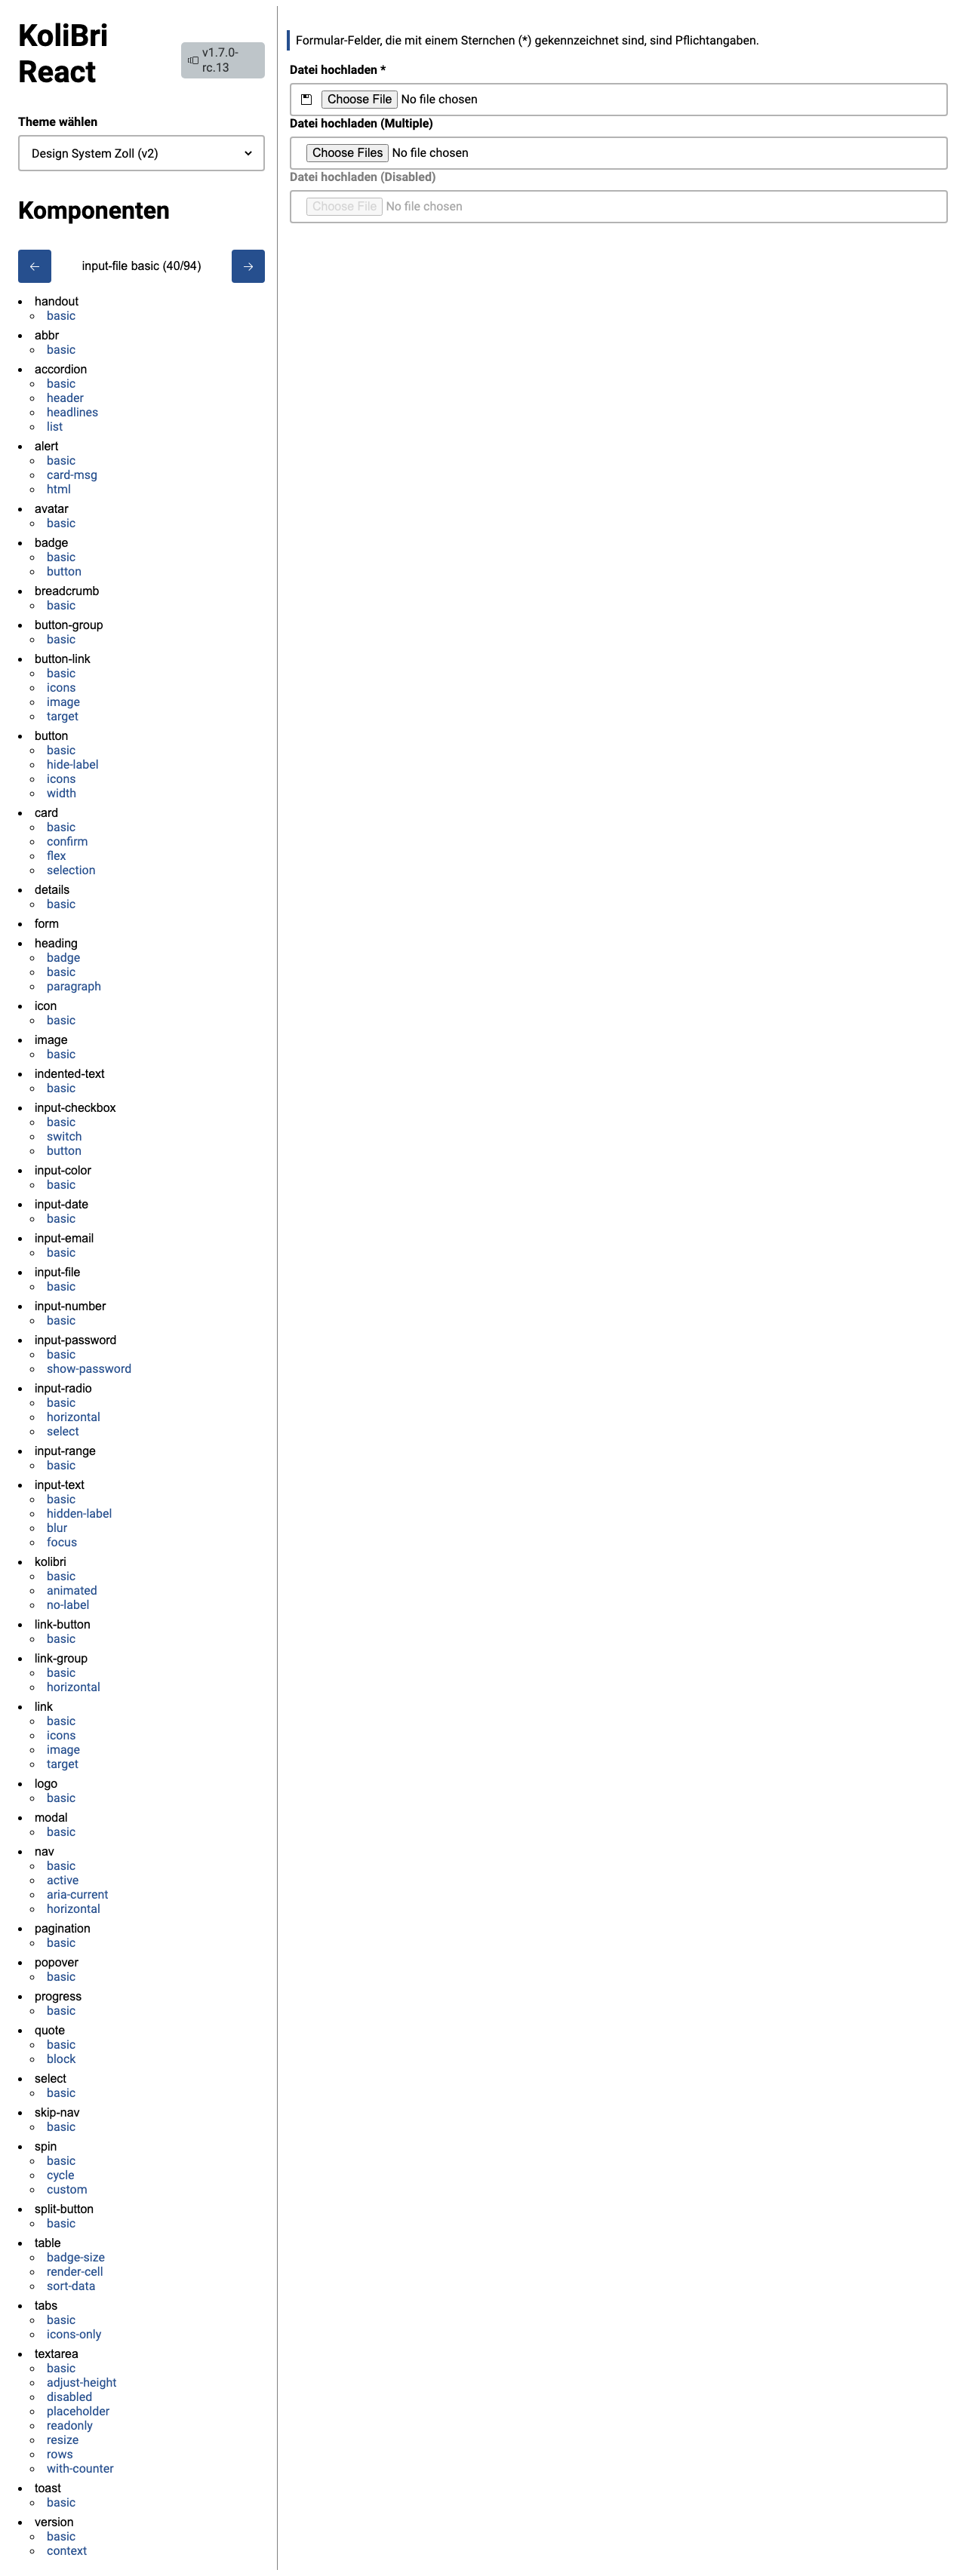 KoliBri
React
v1.7.0-
rc.13
Theme wählen
Design System Zoll (v2)
Komponenten
input-file basic (40/94)
handout
basic
abbr
basic
accordion
basic
header
headlines
list
alert
basic
card-msg
html
avatar
basic
badge
basic
button
breadcrumb
basic
button-group
basic
button-link
basic
icons
image
target
button
basic
hide-label
icons
width
card
basic
confirm
flex
selection
details
basic
form
heading
badge
basic
paragraph
icon
basic
image
basic
indented-text
basic
input-checkbox
basic
switch
button
input-color
basic
input-date
basic
input-email
basic
input-file
basic
input-number
basic
input-password
basic
show-password
input-radio
basic
horizontal
select
input-range
basic
input-text
basic
hidden-label
blur
focus
kolibri
basic
animated
no-label
link-button
basic
link-group
basic
horizontal
link
basic
icons
image
target
logo
basic
modal
basic
nav
basic
active
aria-current
horizontal
pagination
basic
popover
basic
progress
basic
quote
basic
block
select
basic
skip-nav
basic
spin
basic
cycle
custom
split-button
basic
table
badge-size
render-cell
sort-data
tabs
basic
icons-only
textarea
basic
adjust-height
disabled
placeholder
readonly
resize
rows
with-counter
toast
basic
version
basic
context
Formular-Felder, die mit einem Sternchen (*) gekennzeichnet sind, sind Pflichtangaben.
Datei hochladen *
Choose File No file chosen
Datei hochladen (Multiple)
Choose Files No file chosen
Datei hochladen (Disabled)
Choose File No file chosen